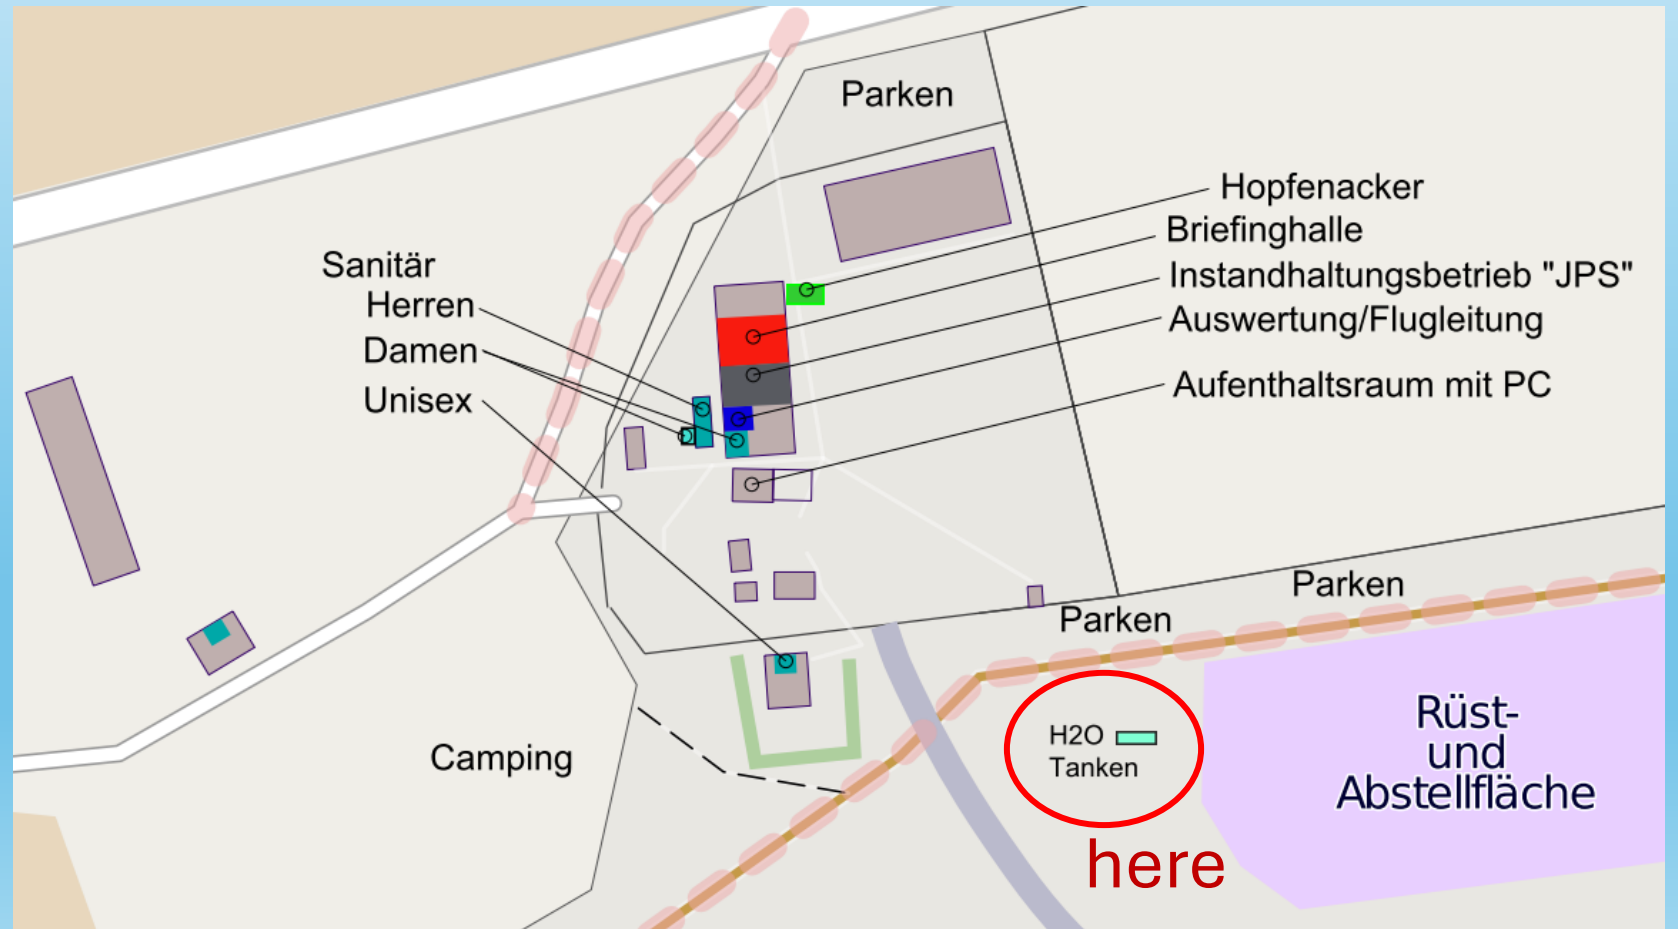 Parken
Hopfenacker
Briefinghalle
Instandhaltungsbetrieb "JPS"
Auswertung/Flugleitung
Aufenthaltsraum mit PC
Sanitär
Herren
Damen
Unisex
Parken
Parken
Camping
H2O
Tanken
here
Rüst-
und
Abstellfläche